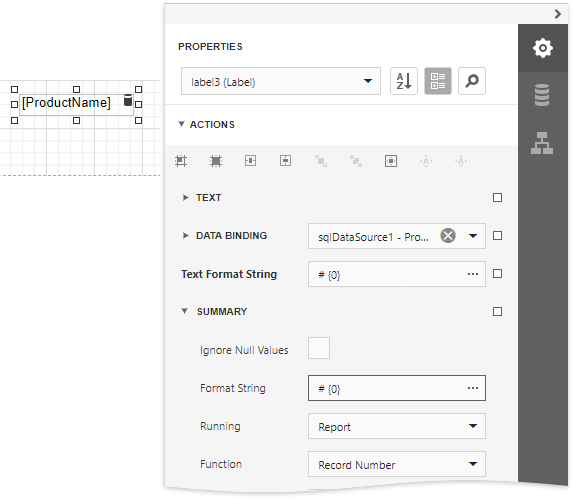 [ProductName]
PROPERTIES
label3 (Label)
A
Z
ACTIONS
TEXT
DATA BINDING
sqlDataSource1 - Pro...
Text Format String
# {0}
SUMMARY
Ignore Null Values
Format String
# {0}
Running
Report
Function
Record Number